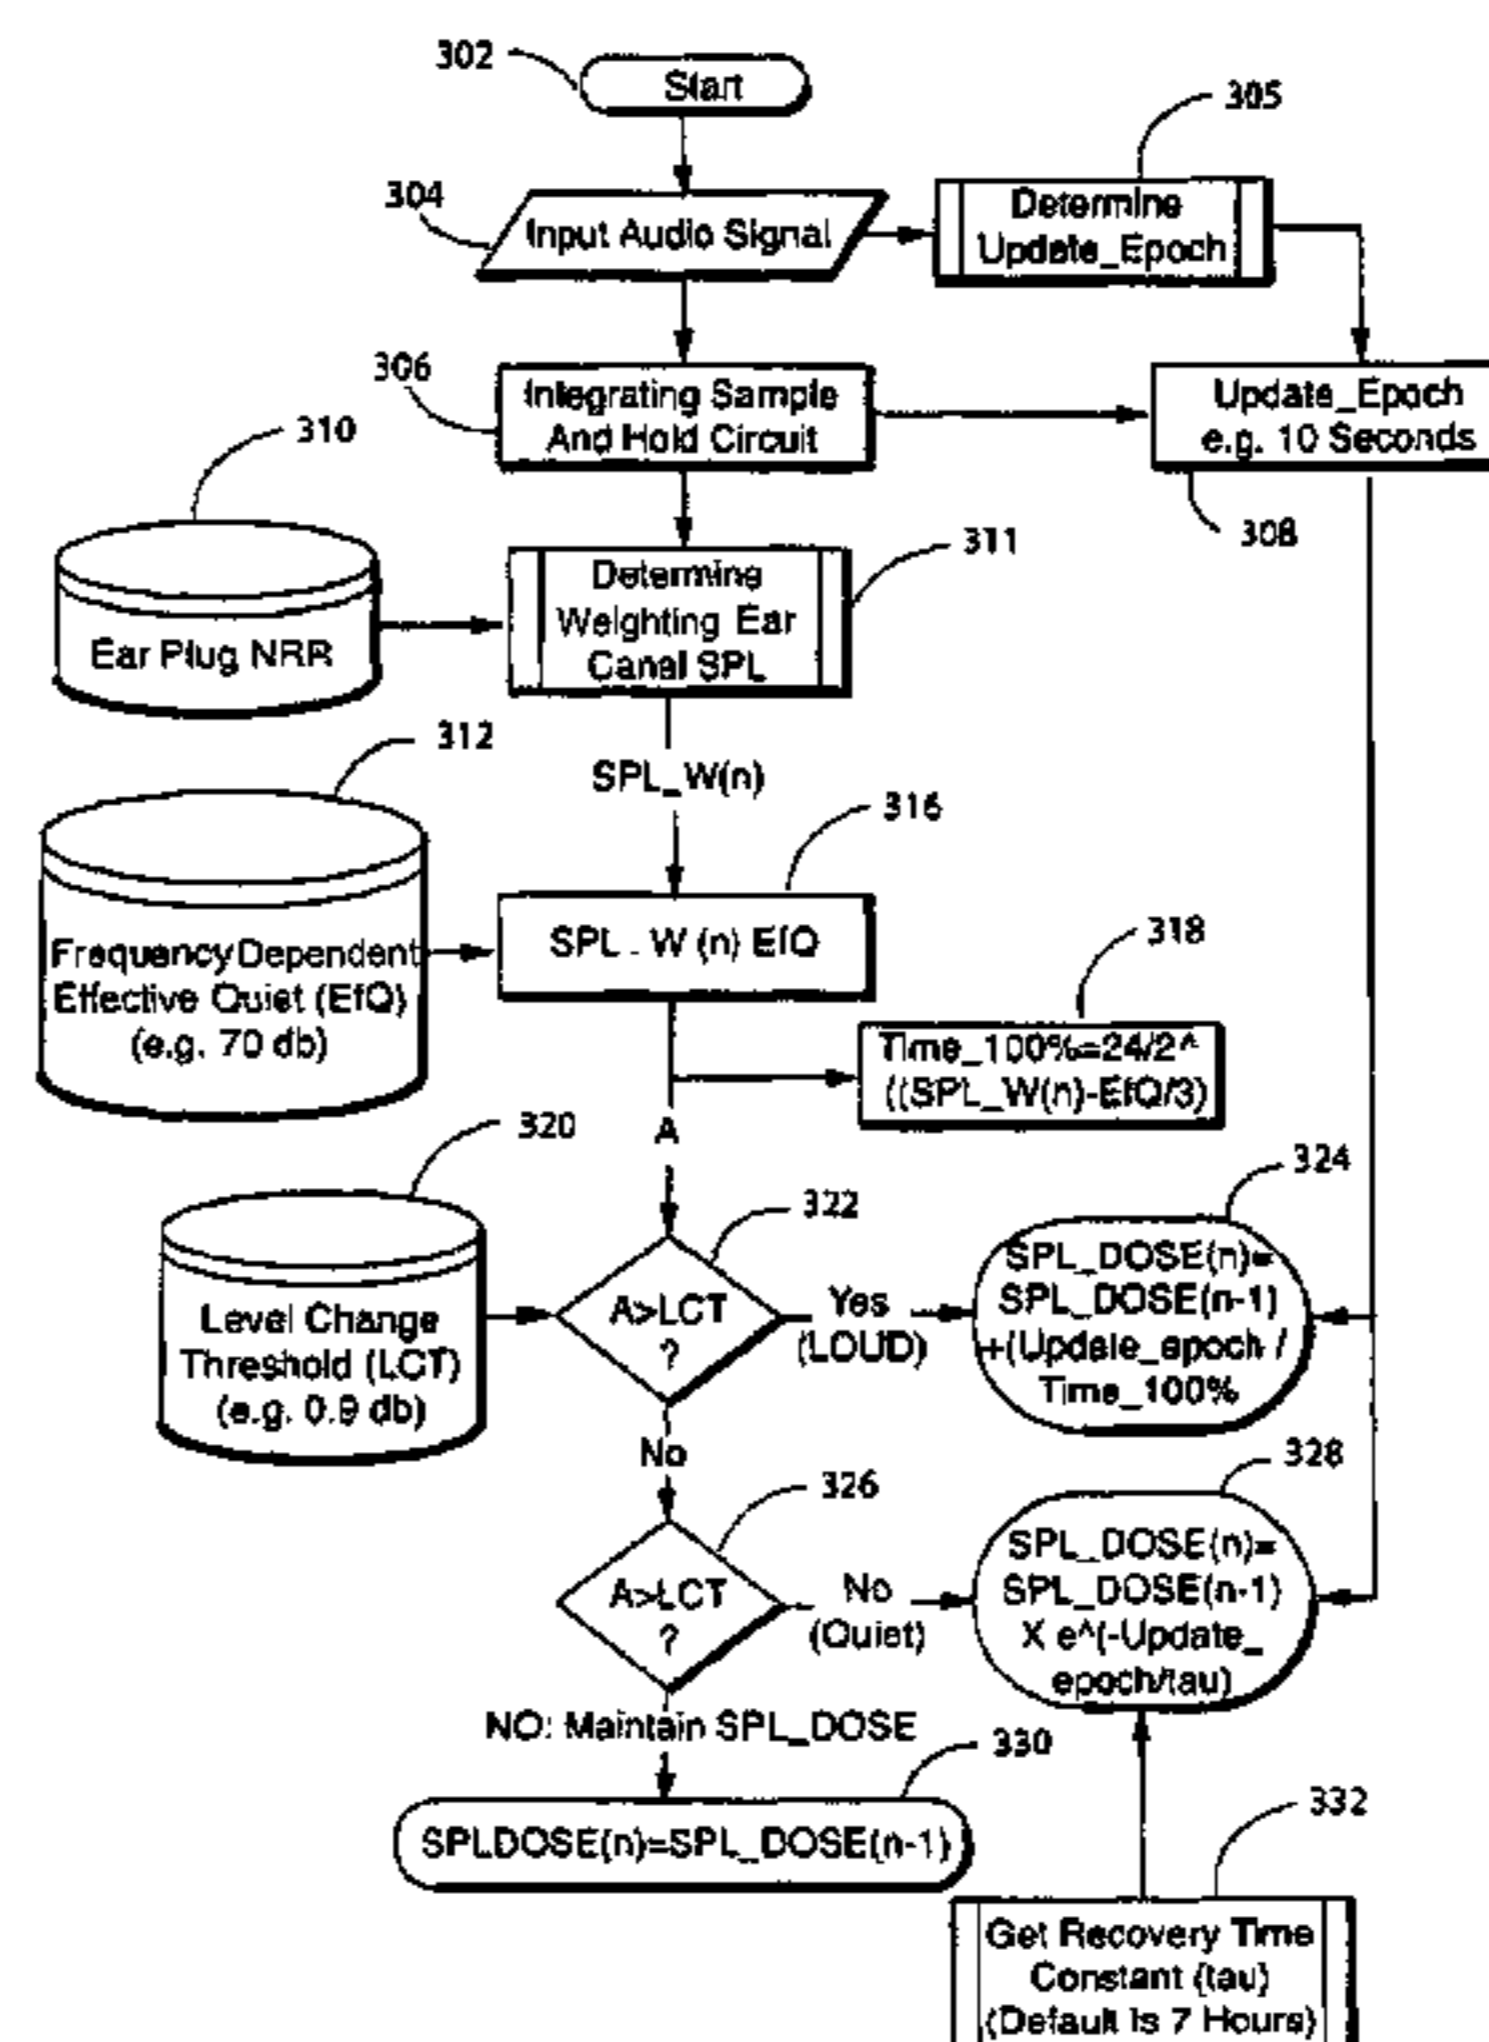 302
Start
305
304
Input Audio Signal
Determine
Update_Epoch
306
Integrating Sample
And Hold Circuit
Update_Epoch
e.g. 10 Seconds
308
310
Ear Plug NRR
311
Determine
Weighting Ear
Canal SPL
312
SPL_W(n)
316
Frequency Dependent
Effective Quiet (EfQ)
(e.g. 70 db)
SPL - W (n) EfQ
318
Time_100%=24/2^
((SPL_W(n)-EfQ/3)
A
320
Level Change
Threshold (LCT)
(e.g. 0.9 db)
322
A>LCT
?
Yes
(LOUD)
324
SPL_DOSE(n)=
SPL_DOSE(n-1)
+(Update_epoch /
Time_100%
No
326
A>LCT
?
No
(Quiet)
328
SPL_DOSE(n)=
SPL_DOSE(n-1)
X e^(-Update_
epoch/tau)
NO: Maintain SPL_DOSE
330
SPLDOSE(n)=SPL_DOSE(n-1)
332
Get Recovery Time
Constant (tau)
(Default is 7 Hours)